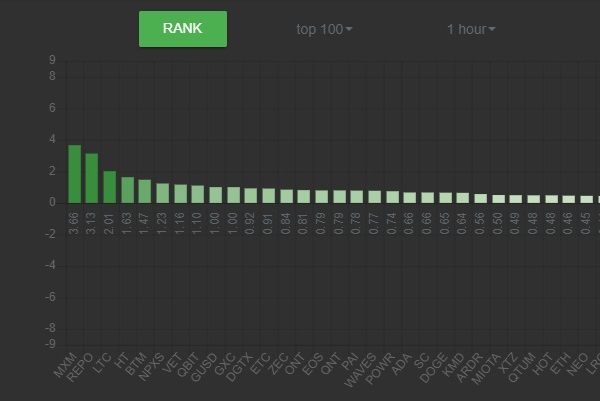 RANK
top 100
1 hour
9
8
6
4
2
0
-2
-4
-6
-8
-9
3.66 3.13 2.01 1.63 1.47 1.23 1.16 1.10 1.00 1.00 0.92 0.91 0.84 0.81 0.79 0.79 0.78 0.77 0.74 0.66 0.66 0.65 0.64 0.56 0.50 0.49 0.48 0.48 0.46 0.45
MXM REPO LTC HT BTM NPXS VET QBIT GUSD GXC DGTX ETC ZEC ONT EOS QNT PAI WAVES POWR ADA SC DOGE KMD ARDR MIOTA XTZ QTUM HOT ETH NEO LRC